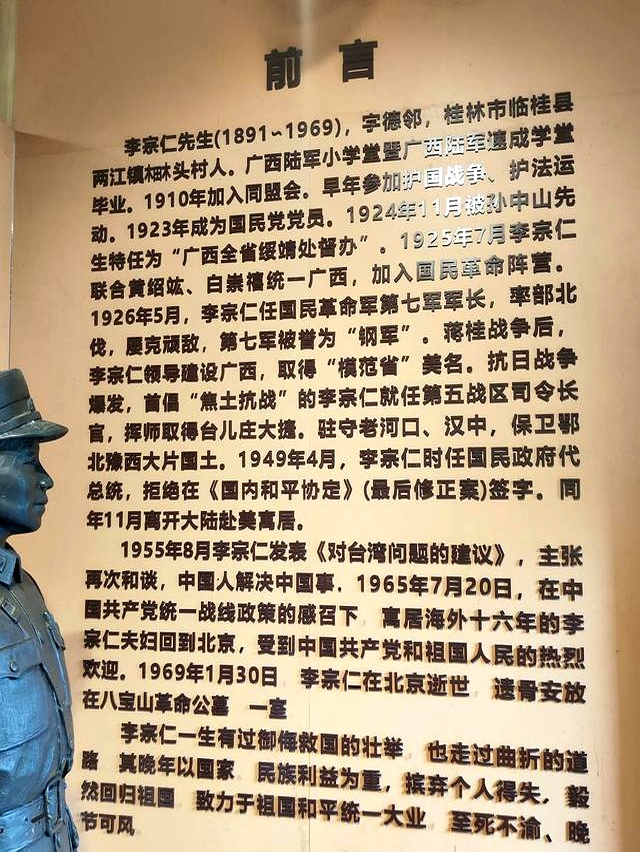 前言
李宗仁先生(1891~1969)，字德邻，桂林市临桂县
两江镇𣗋头村人。广西陆军小学堂暨广西陆军速成学堂
毕业。1910年加入同盟会。早年参加护国战争、护法运
动。1923年成为国民党党员。1924年11月被孙中山先
生特任为“广西全省绥靖处督办”。1925年7月李宗仁
联合黄绍竑、白崇禧统一广西，加入国民革命阵营。
1926年5月，李宗仁任国民革命军第七军军长，率部北
伐，屡克顽敌，第七军被誉为“钢军”。蒋桂战争后，
李宗仁领导建设广西，取得“模范省”美名。抗日战争
爆发，首倡“焦土抗战”的李宗仁就任第五战区司令长
官，挥师取得台儿庄大捷。驻守老河口、汉中，保卫鄂
北豫西大片国土。1949年4月，李宗仁时任国民政府代
总统，拒绝在《国内和平协定》(最后修正案)签字。同
年11月离开大陆赴美寓居。
1955年8月李宗仁发表《对台湾问题的建议》，主张
再次和谈，中国人解决中国事．1965年7月20日，在中
国共产党统一战线政策的感召下 寓居海外十六年的李
宗仁夫妇回到北京，受到中国共产党和祖国人民的热烈
欢迎。1969年1月30日 李宗仁在北京逝世 遗骨安放
在八宝山革命公墓 一室
李宗仁一生有过御侮救国的壮举 也走过曲折的道
路 其晚年以国家 民族利益为重，摈弃个人得失，毅
然回归祖国 致力于祖国和平统一大业 至死不渝、晚
节可风